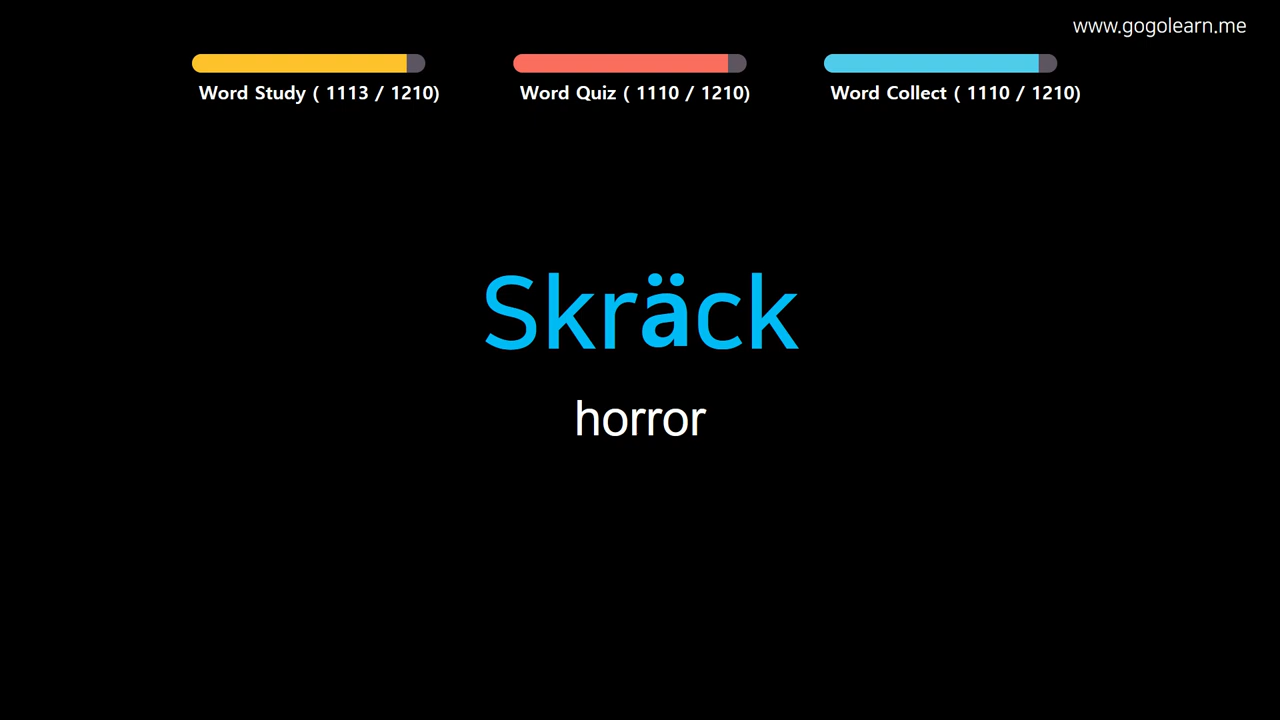 www.gogolearn.me
Word Study ( 1113 / 1210)
Word Quiz ( 1110 / 1210)
Word Collect ( 1110 / 1210)
Skräck
horror